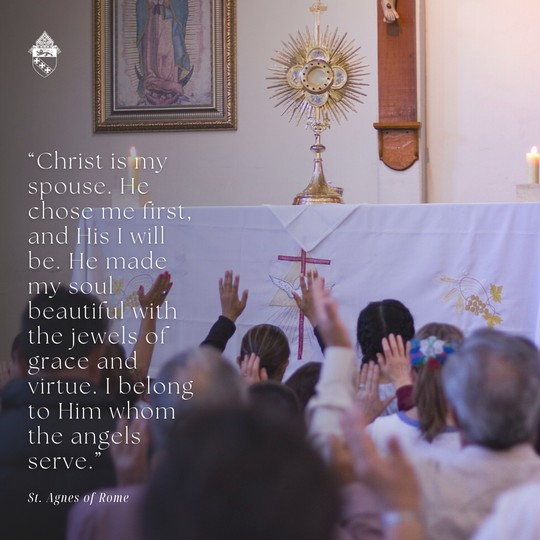 “Christ is my
spouse. He
chose me first,
and His I will
be. He made
my soul
beautiful with
the jewels of
grace and
virtue. I belong
to Him whom
the angels
serve.”
St. Agnes of Rome